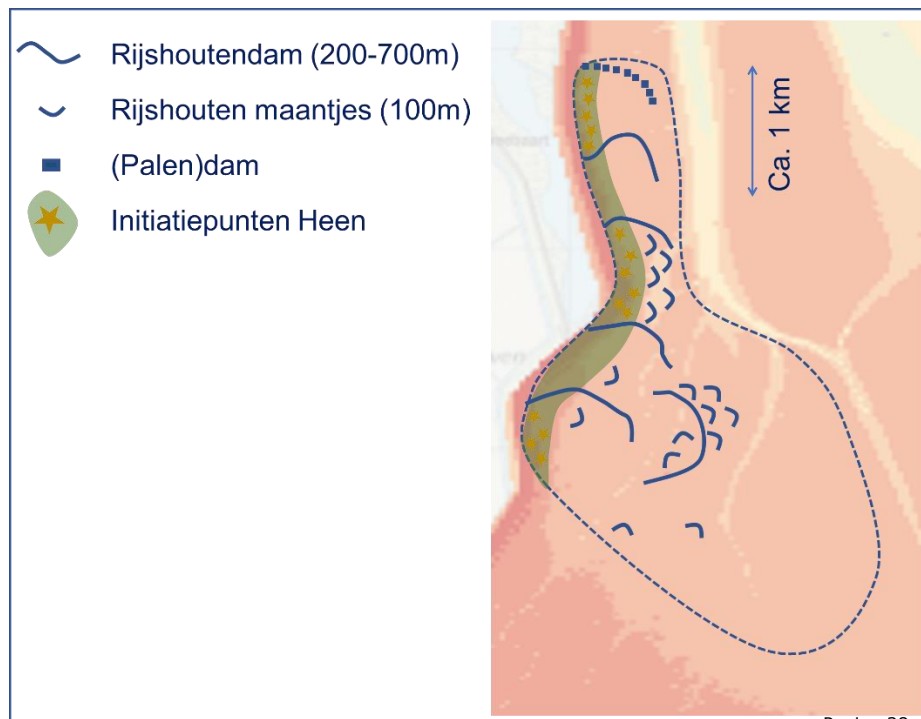 Rijshoutendam (200-700m)
Rijshouten maantjes (100m)
(Palen)dam
Initiatiepunten Heen
Ca. 1 km